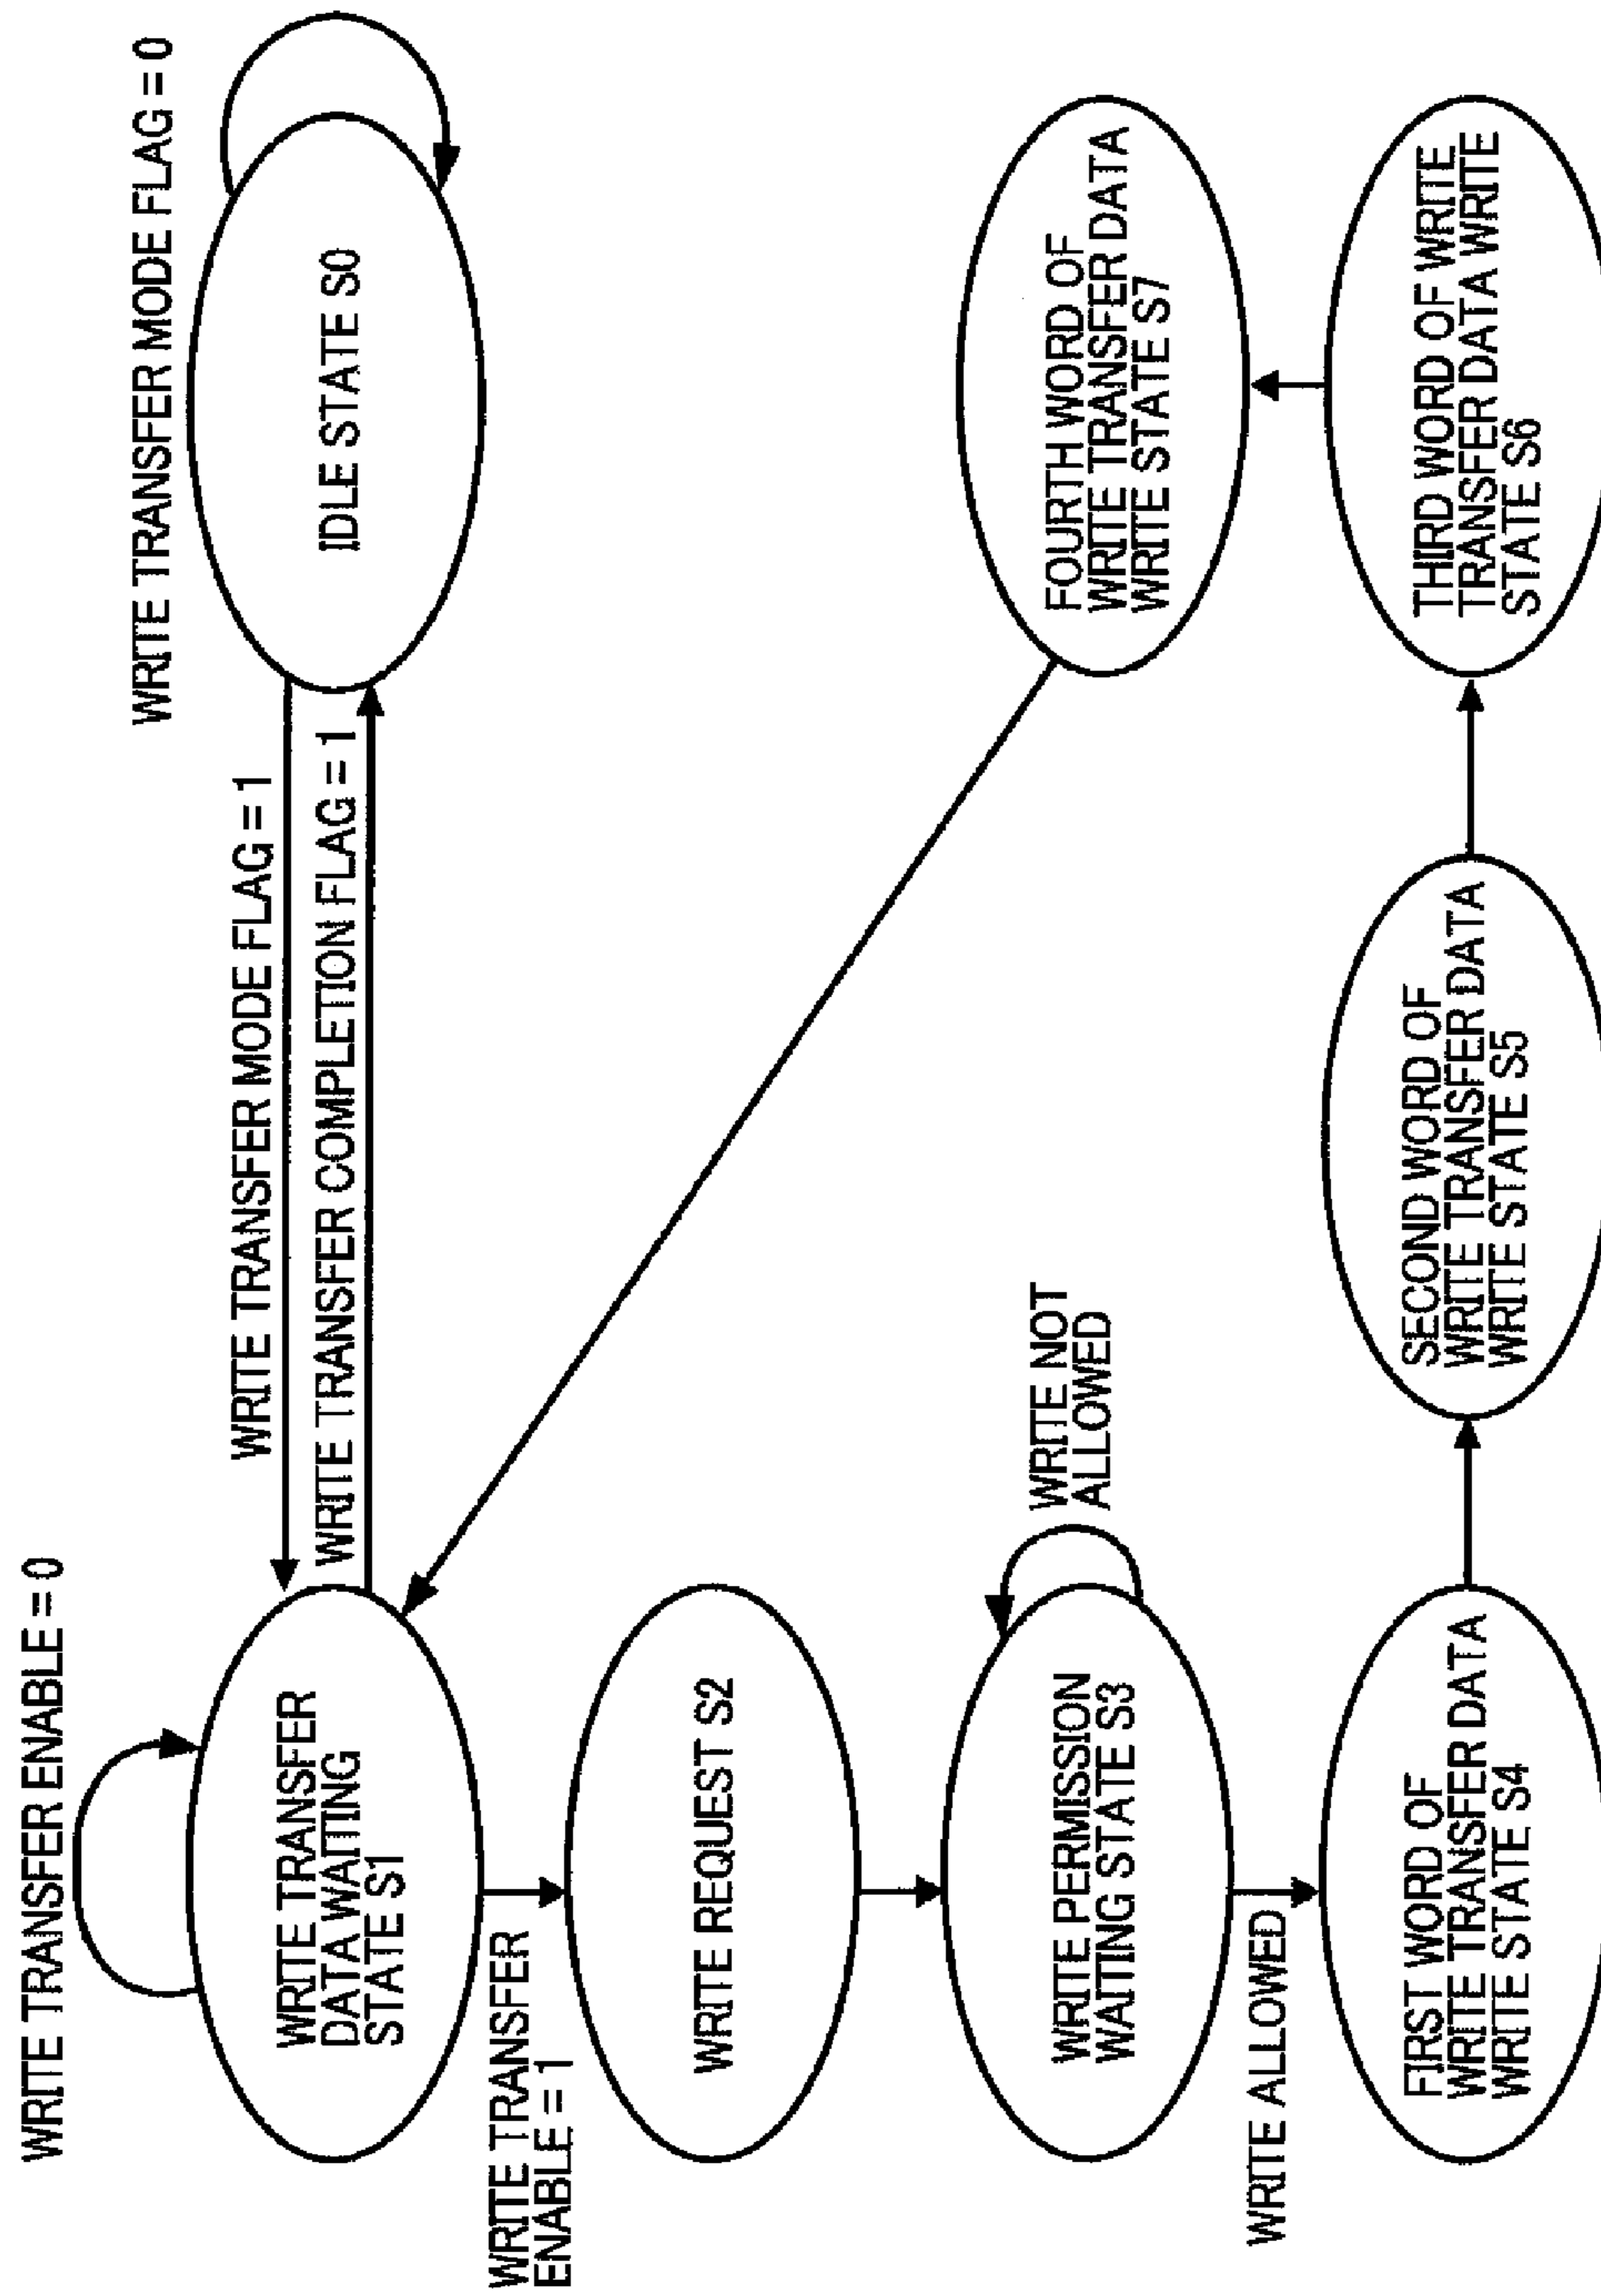 WRITE TRANSFER ENABLE = 0
WRITE TRANSFER MODE FLAG = 0
WRITE TRANSFER
DATA WAITING
STATE S1
WRITE TRANSFER MODE FLAG = 1
WRITE TRANSFER COMPLETION FLAG = 1
IDLE STATE S0
WRITE TRANSFER
ENABLE = 1
WRITE REQUEST S2
WRITE PERMISSION
WAITING STATE S3
WRITE NOT
ALLOWED
FOURTH WORD OF
WRITE TRANSFER DATA
WRITE STATE S7
WRITE ALLOWED
FIRST WORD OF
WRITE TRANSFER DATA
WRITE STATE S4
SECOND WORD OF
WRITE TRANSFER DATA
WRITE STATE S5
THIRD WORD OF WRITE
TRANSFER DATA WRITE
STATE S6